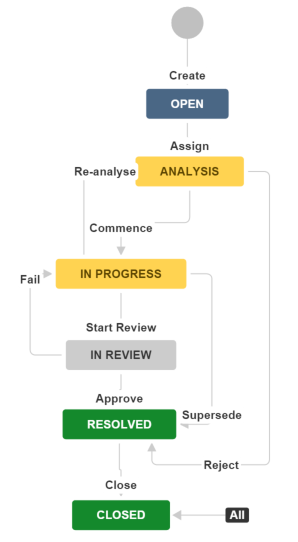 Create
OPEN
Assign
Re-analyse
ANALYSIS
Commence
IN PROGRESS
Fail
Start Review
IN REVIEW
Approve
RESOLVED
Supersede
Reject
Close
CLOSED
All